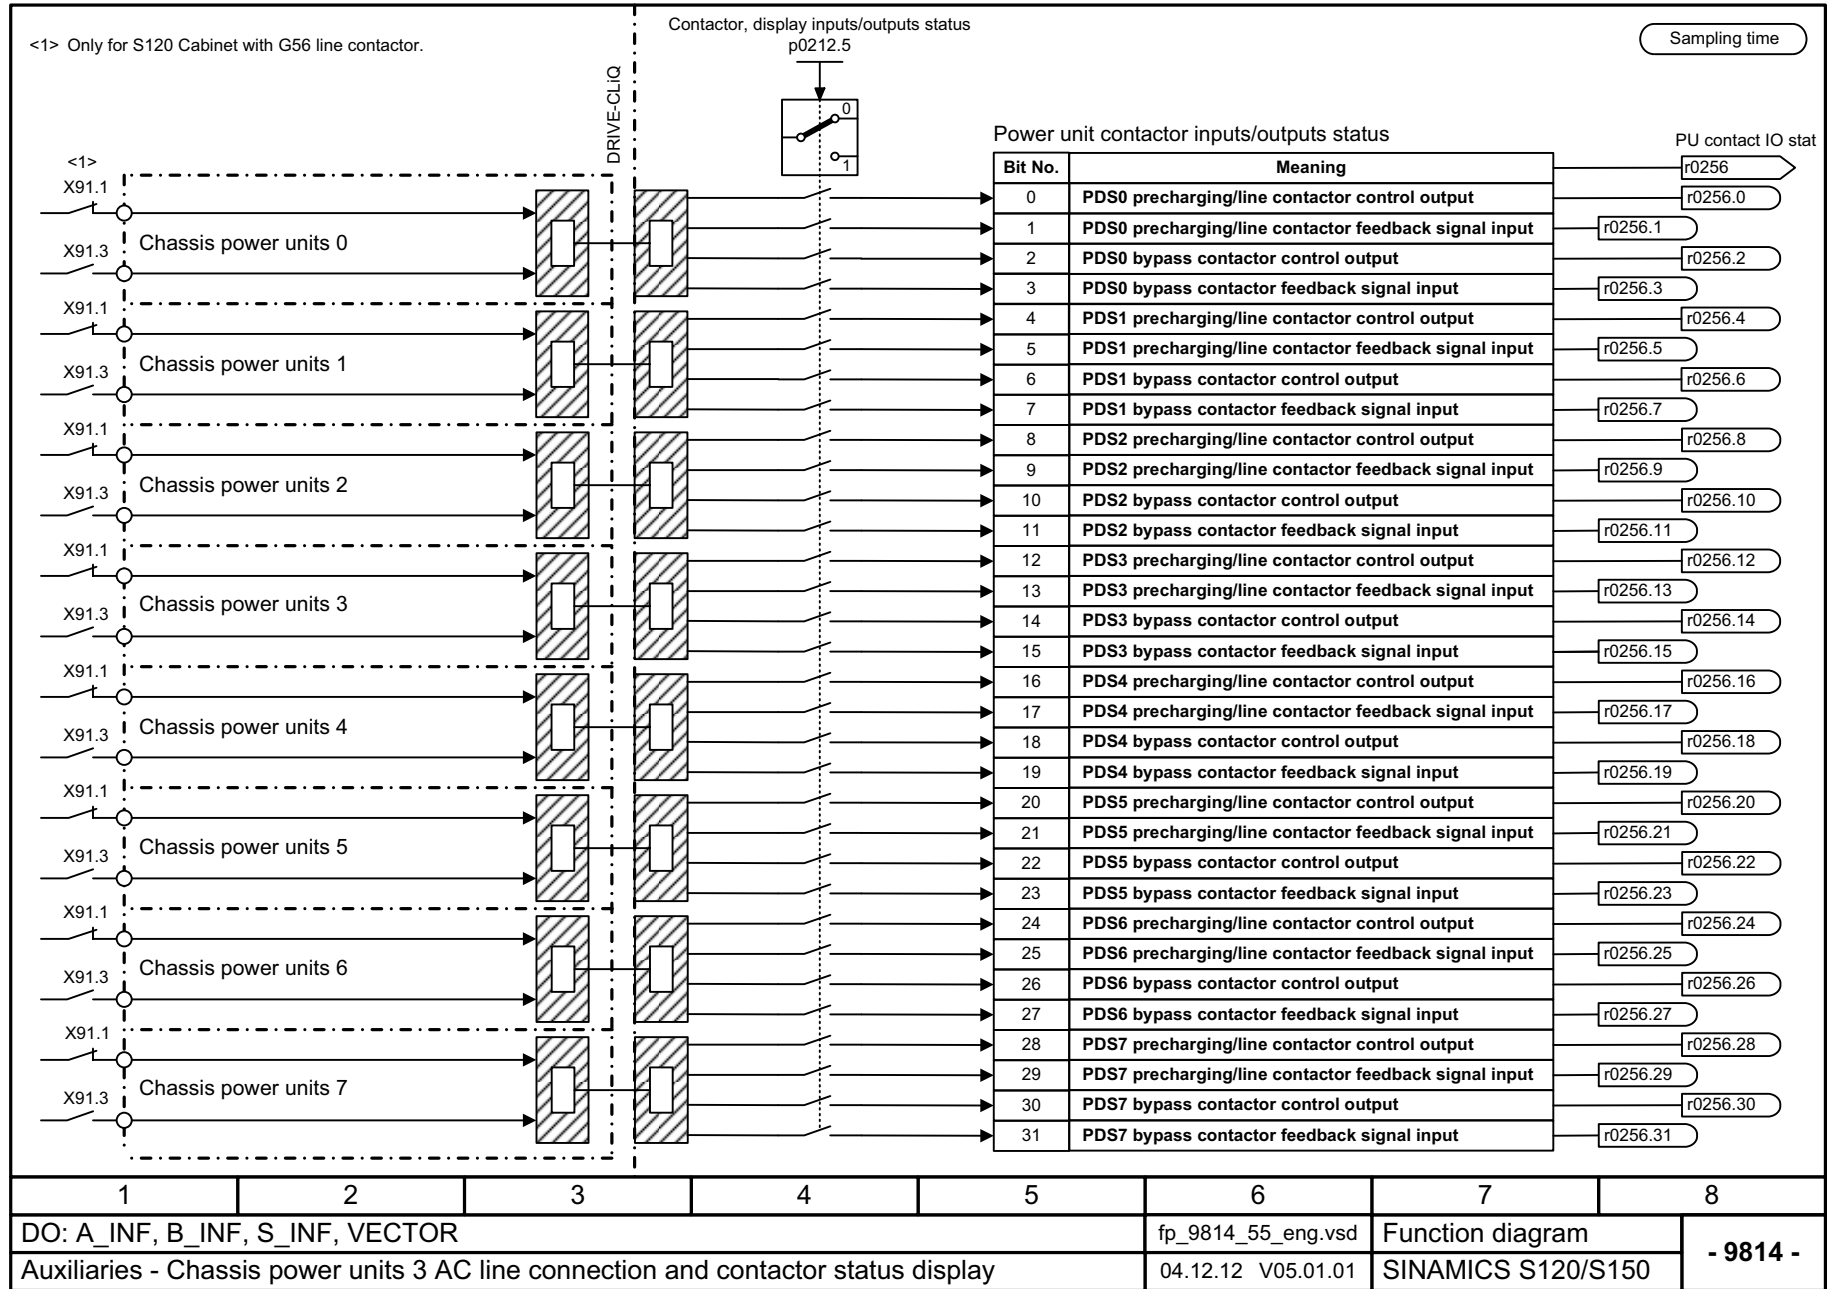 <1> Only for S120 Cabinet with G56 line contactor.
Contactor, display inputs/outputs status
p0212.5
Sampling time
DRIVE-CLiQ
0
1
Power unit contactor inputs/outputs status
PU contact IO stat
<1>
Bit No. Meaning r0256
X91.1
0 PDS0 precharging/line contactor control output r0256.0
1 PDS0 precharging/line contactor feedback signal input r0256.1
Chassis power units 0
X91.3
2 PDS0 bypass contactor control output r0256.2
3 PDS0 bypass contactor feedback signal input r0256.3
X91.1
4 PDS1 precharging/line contactor control output r0256.4
5 PDS1 precharging/line contactor feedback signal input r0256.5
Chassis power units 1
X91.3
6 PDS1 bypass contactor control output r0256.6
7 PDS1 bypass contactor feedback signal input r0256.7
X91.1
8 PDS2 precharging/line contactor control output r0256.8
9 PDS2 precharging/line contactor feedback signal input r0256.9
Chassis power units 2
X91.3
10 PDS2 bypass contactor control output r0256.10
11 PDS2 bypass contactor feedback signal input r0256.11
X91.1
12 PDS3 precharging/line contactor control output r0256.12
13 PDS3 precharging/line contactor feedback signal input r0256.13
Chassis power units 3
X91.3
14 PDS3 bypass contactor control output r0256.14
15 PDS3 bypass contactor feedback signal input r0256.15
X91.1
16 PDS4 precharging/line contactor control output r0256.16
17 PDS4 precharging/line contactor feedback signal input r0256.17
Chassis power units 4
X91.3
18 PDS4 bypass contactor control output r0256.18
19 PDS4 bypass contactor feedback signal input r0256.19
X91.1
20 PDS5 precharging/line contactor control output r0256.20
21 PDS5 precharging/line contactor feedback signal input r0256.21
Chassis power units 5
X91.3
22 PDS5 bypass contactor control output r0256.22
23 PDS5 bypass contactor feedback signal input r0256.23
X91.1
24 PDS6 precharging/line contactor control output r0256.24
25 PDS6 precharging/line contactor feedback signal input r0256.25
Chassis power units 6
X91.3
26 PDS6 bypass contactor control output r0256.26
27 PDS6 bypass contactor feedback signal input r0256.27
X91.1
28 PDS7 precharging/line contactor control output r0256.28
29 PDS7 precharging/line contactor feedback signal input r0256.29
Chassis power units 7
X91.3
30 PDS7 bypass contactor control output r0256.30
31 PDS7 bypass contactor feedback signal input r0256.31
1 2 3 4 5 6 7 8
DO: A_INF, B_INF, S_INF, VECTOR fp_9814_55_eng.vsd Function diagram
- 9814 -
Auxiliaries - Chassis power units 3 AC line connection and contactor status display 04.12.12 V05.01.01 SINAMICS S120/S150